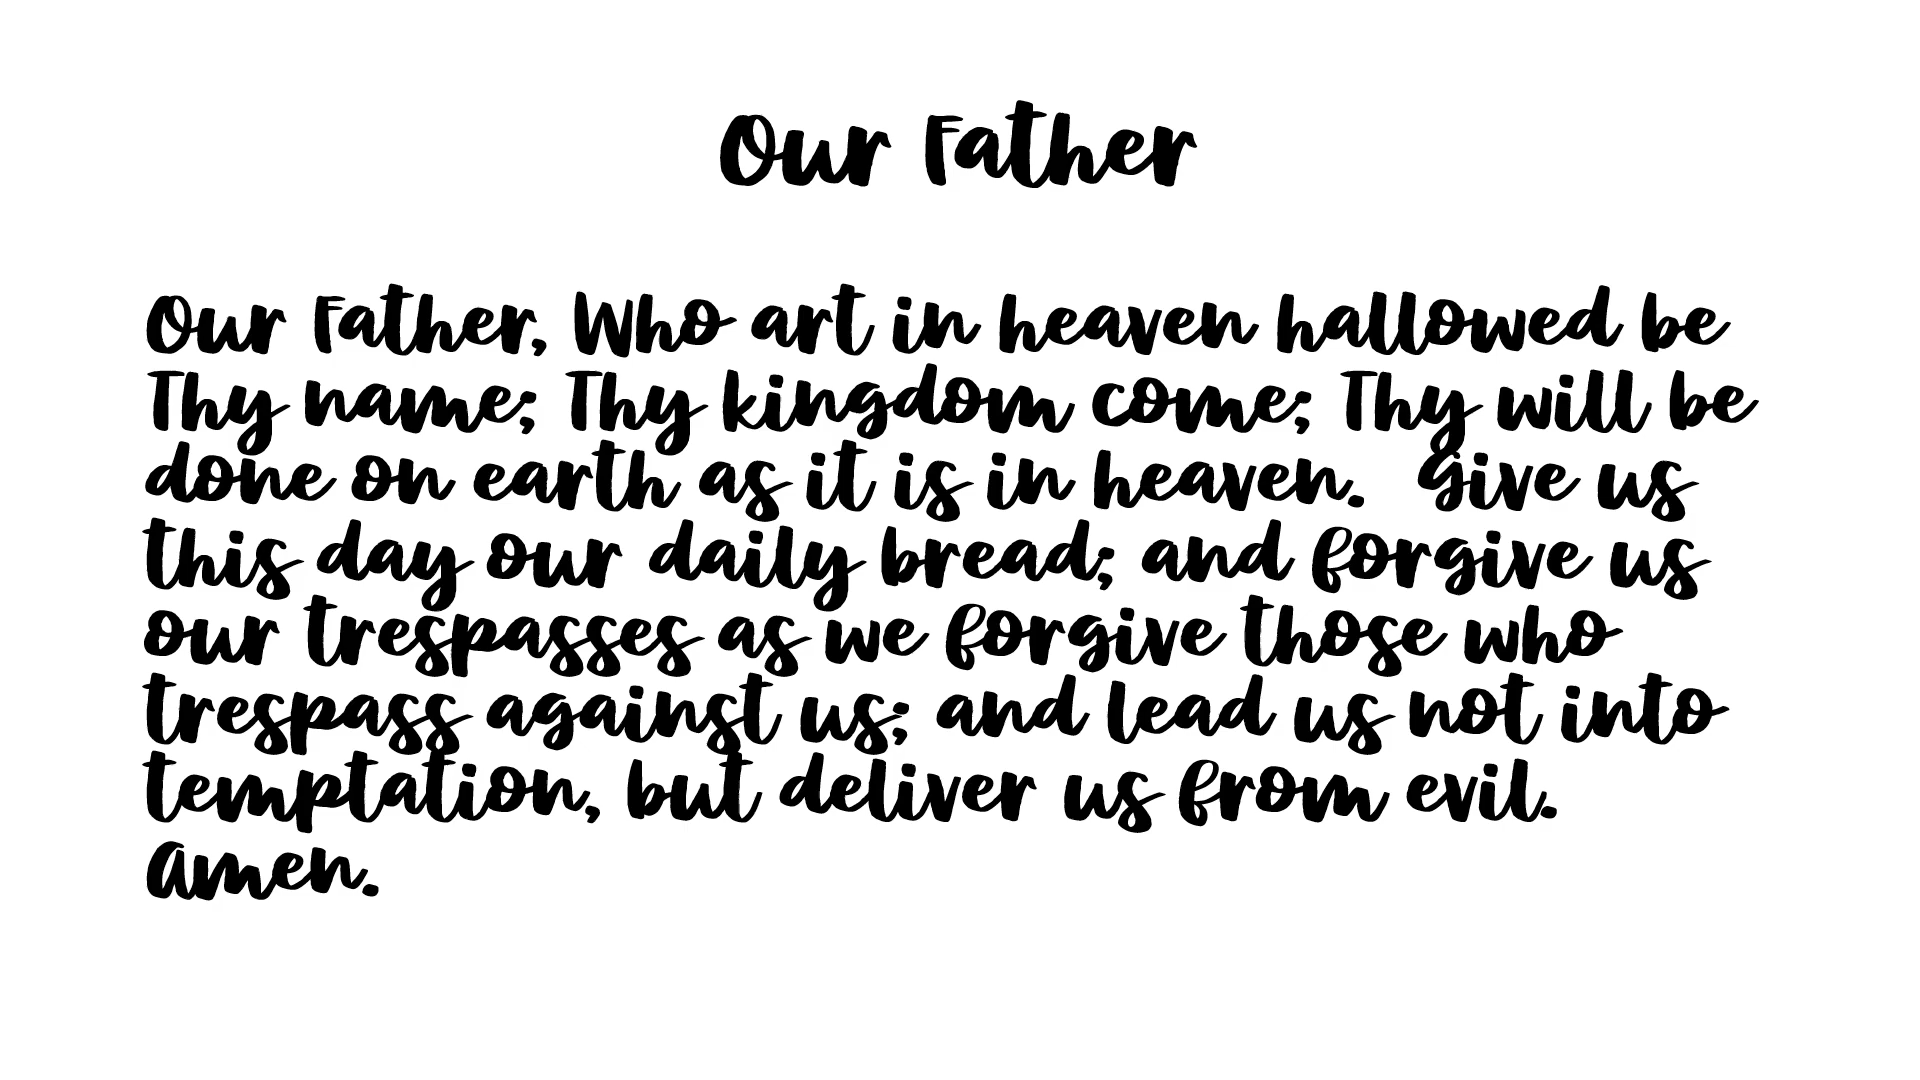 Our Father
Our Father, Who art in heaven hallowed be
Thy name; Thy kingdom come; Thy will be
done on earth as it is in heaven.   Give us
this day our daily bread; and forgive us
our trespasses as we forgive those who
trespass against us; and lead us not into
temptation, but deliver us from evil.
Amen.